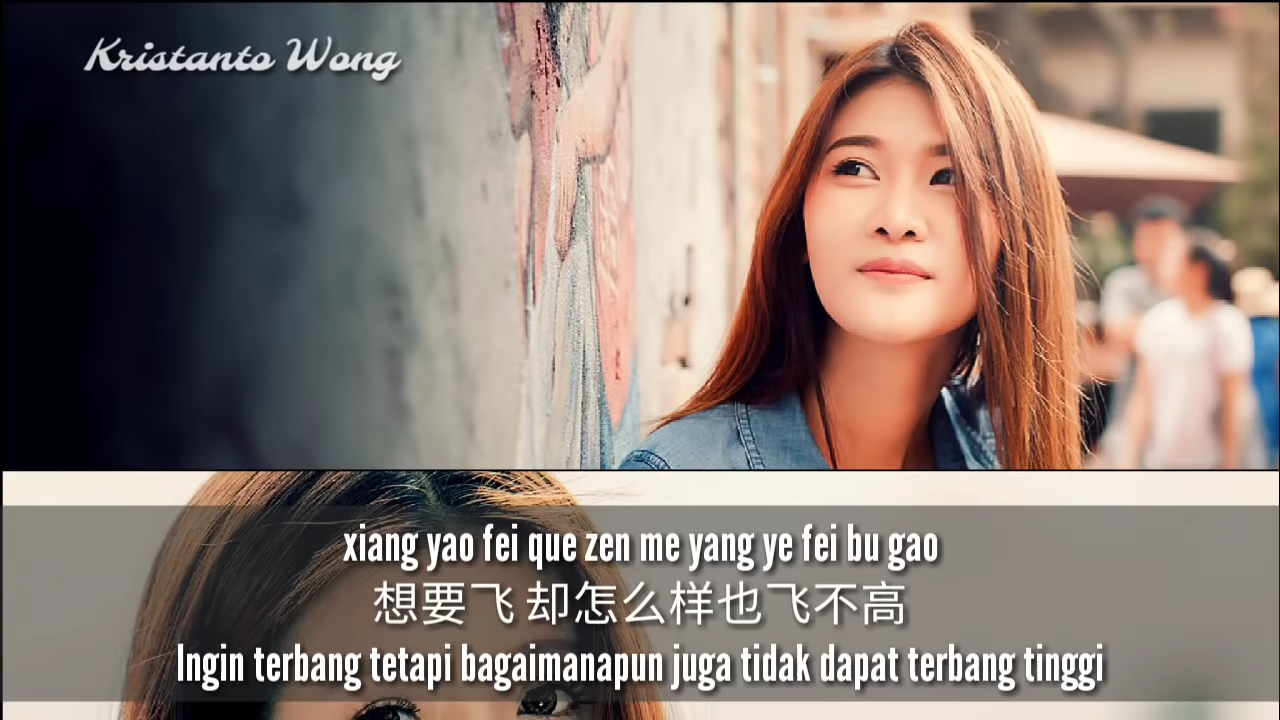 Kristanto Wong
xiang yao fei que zen me yang ye fei bu gao
想要飞 却怎么样也飞不高
Ingin terbang tetapi bagaimanapun juga tidak dapat terbang tinggi